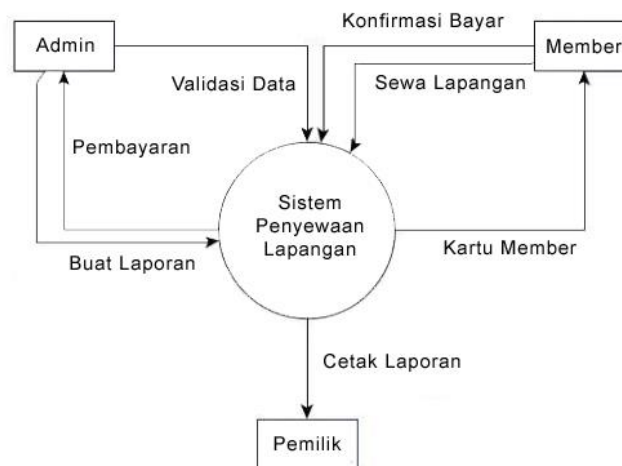 Konfirmasi Bayar
Admin
Member
Validasi Data
Sewa Lapangan
Pembayaran
Sistem
Penyewaan
Lapangan
Buat Laporan
Kartu Member
Cetak Laporan
Pemilik